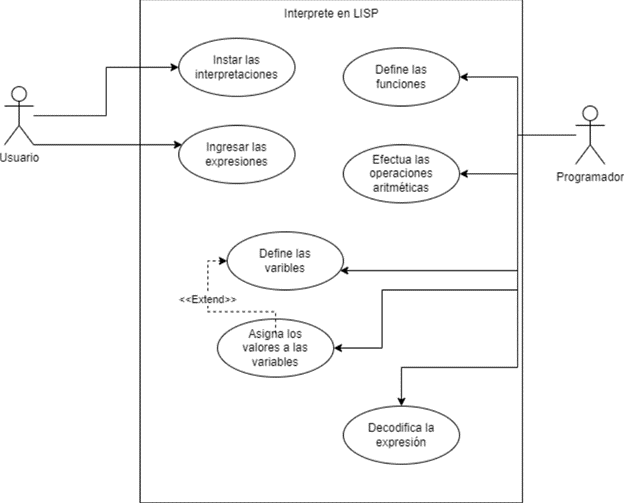 Interprete en LISP
Instar las
interpretaciones
Define las
funciones
Usuario
Ingresar las
expresiones
Efectua las
operaciones
aritméticas
Programador
Define las
varibles
<<Extend>>
Asigna los
valores a las
variables
Decodifica la
expresión